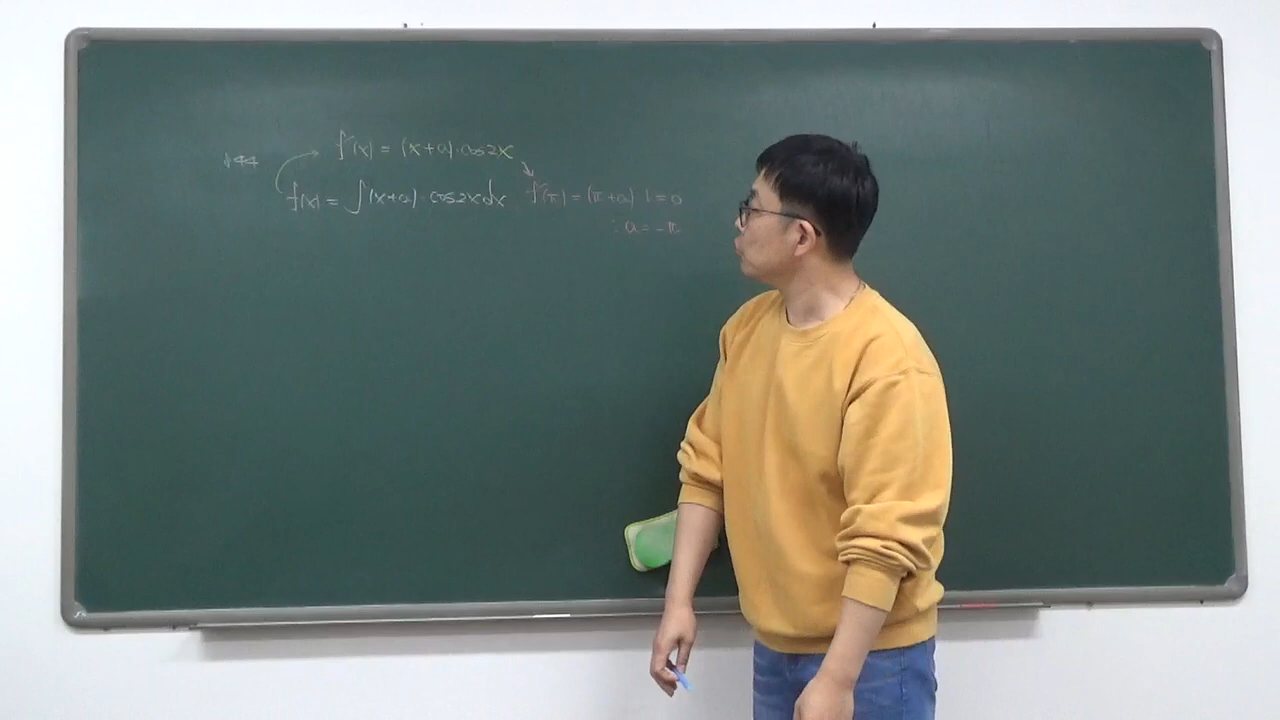 144
f'(x) = (x+a)·cos2x
f(x) = ∫(x+a)·cos2x dx
f'(π) = (π+a)·1 = 0
∴ a = -π